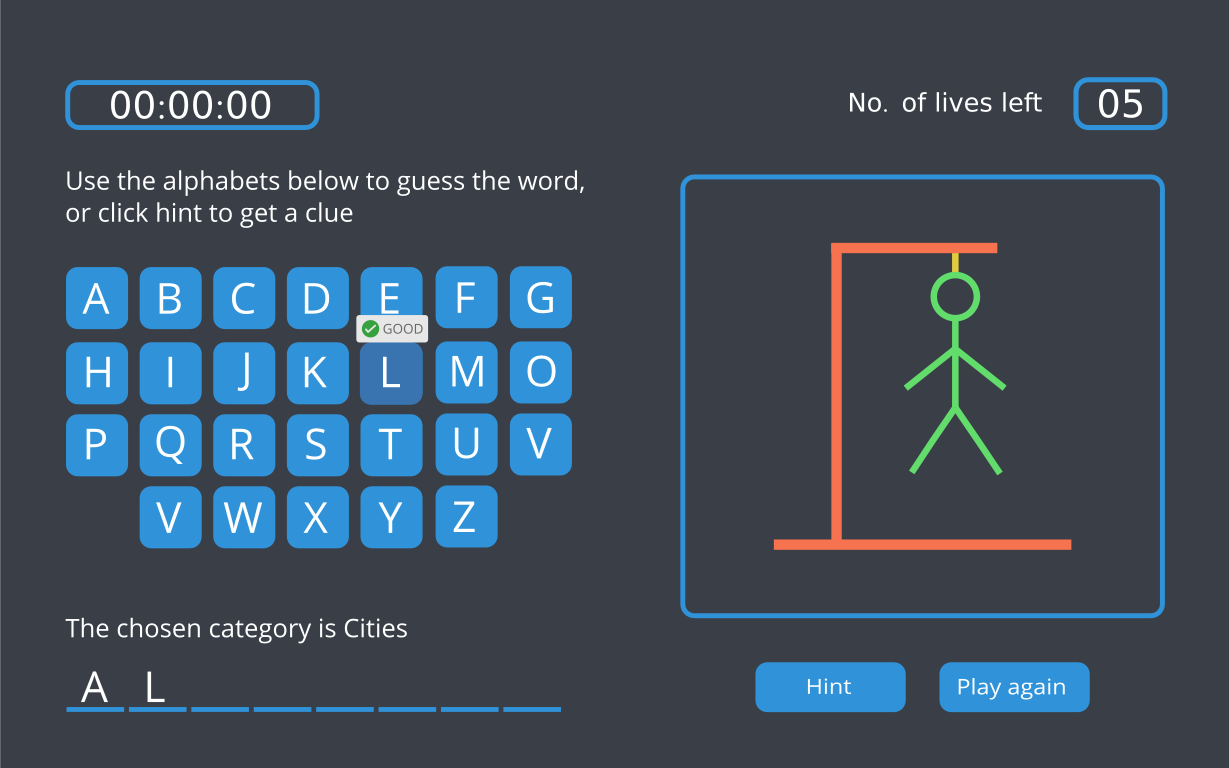 00:00:00
No. of lives left 05
Use the alphabets below to guess the word,
or click hint to get a clue
A B C D E F G
GOOD
H I J K L M O
P Q R S T U V
V W X Y Z
The chosen category is Cities
A L
Hint Play again